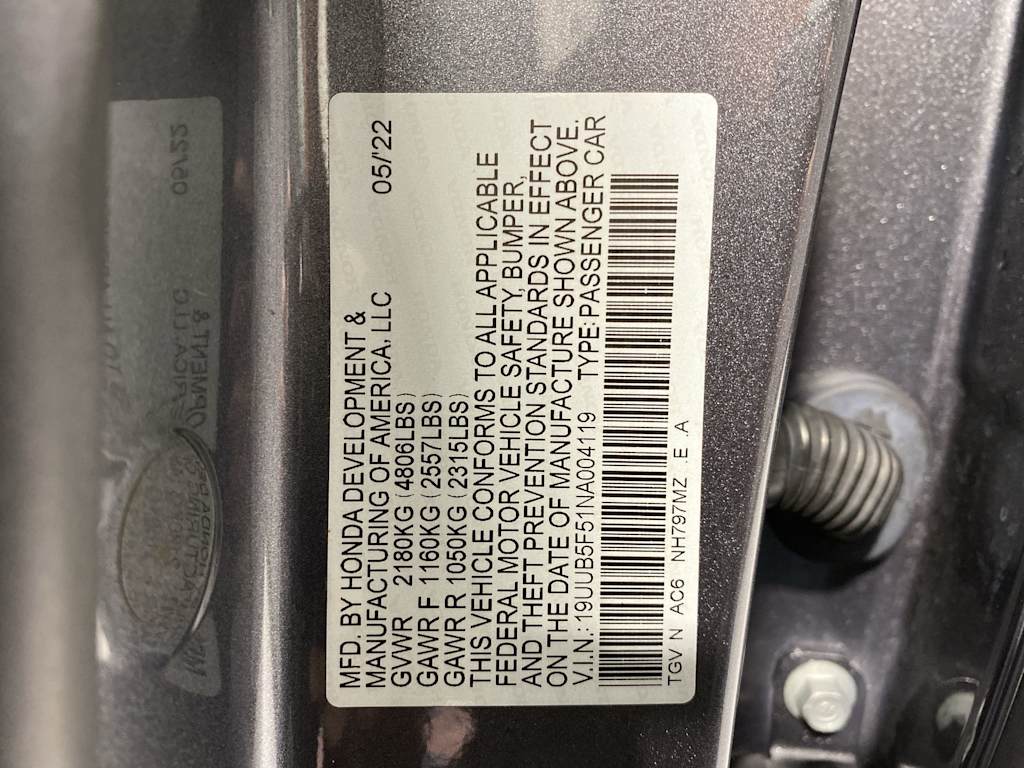 MFD. BY HONDA DEVELOPMENT &
MANUFACTURING OF AMERICA, LLC 05/'22
GVWR 2180KG (4806LBS)
GAWR F 1160KG (2557LBS)
GAWR R 1050KG (2315LBS)
THIS VEHICLE CONFORMS TO ALL APPLICABLE
FEDERAL MOTOR VEHICLE SAFETY, BUMPER,
AND THEFT PREVENTION STANDARDS IN EFFECT
ON THE DATE OF MANUFACTURE SHOWN ABOVE.
V.I.N.: 19UUB5F51NA004119 TYPE: PASSENGER CAR
TGV N AC6 NH797MZ E .A